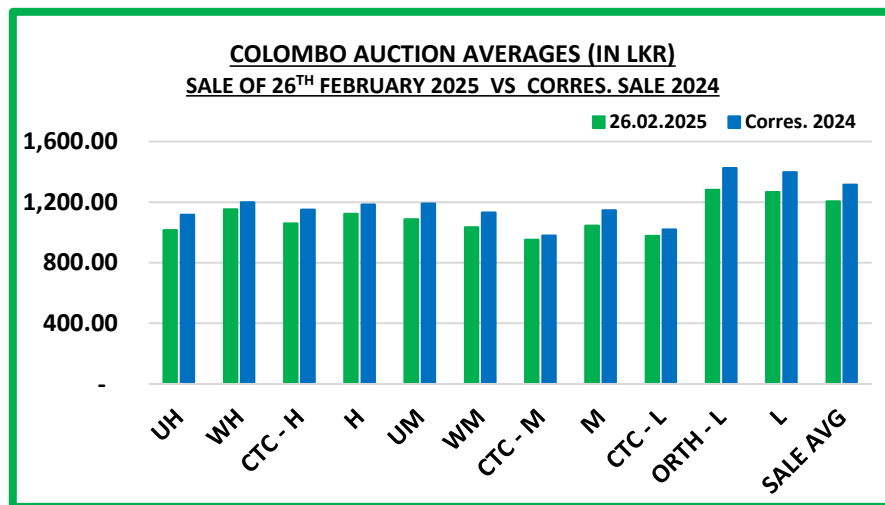 COLOMBO AUCTION AVERAGES (IN LKR)
SALE OF 26TH FEBRUARY 2025 VS CORRES. SALE 2024
26.02.2025 Corres. 2024
1,600.00
1,200.00
800.00
400.00
-
UH WH CTC - H H UM WM CTC - M M CTC - L ORTH - L L SALE AVG